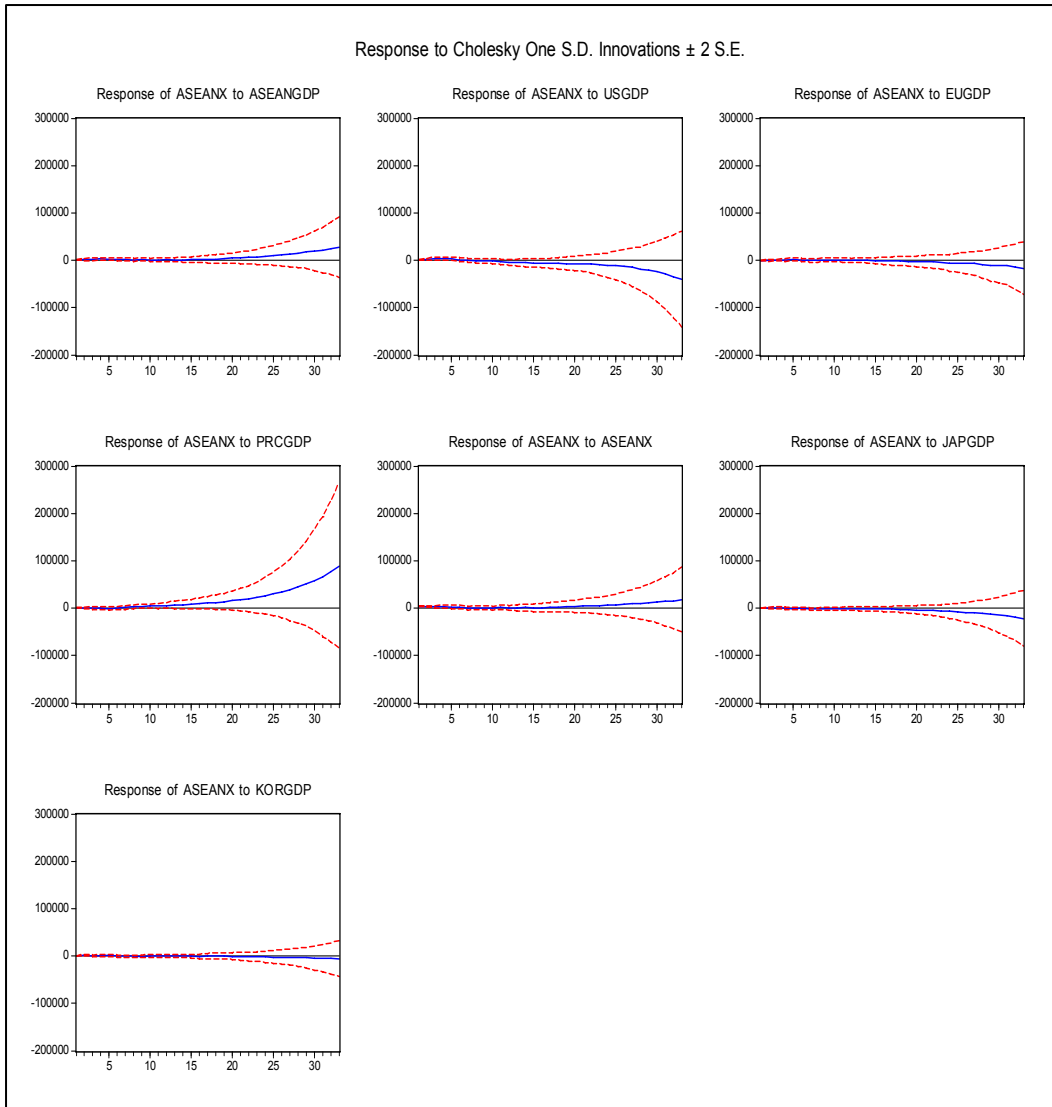 Response to Cholesky One S.D. Innovations ± 2 S.E.
Response of ASEANX to ASEANGDP
300000
200000
100000
0
-100000
-200000
5 10 15 20 25 30
Response of ASEANX to USGDP
300000
200000
100000
0
-100000
-200000
5 10 15 20 25 30
Response of ASEANX to EUGDP
300000
200000
100000
0
-100000
-200000
5 10 15 20 25 30
Response of ASEANX to PRCGDP
300000
200000
100000
0
-100000
-200000
5 10 15 20 25 30
Response of ASEANX to ASEANX
300000
200000
100000
0
-100000
-200000
5 10 15 20 25 30
Response of ASEANX to JAPGDP
300000
200000
100000
0
-100000
-200000
5 10 15 20 25 30
Response of ASEANX to KORGDP
300000
200000
100000
0
-100000
-200000
5 10 15 20 25 30